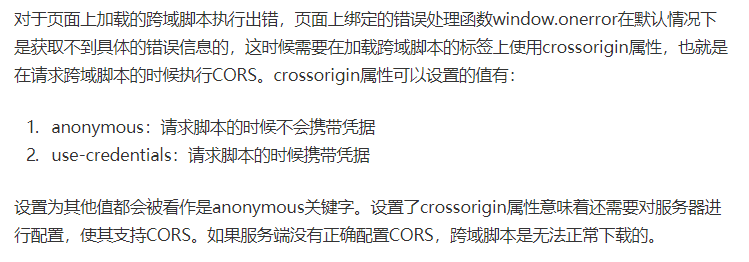 对于页面上加载的跨域脚本执行出错，页面上绑定的错误处理函数window.onerror在默认情况下
是获取不到具体的错误信息的，这时候需要在加载跨域脚本的标签上使用crossorigin属性，也就是
在请求跨域脚本的时候执行CORS。crossorigin属性可以设置的值有：
1. anonymous：请求脚本的时候不会携带凭据
2. use-credentials：请求脚本的时候携带凭据
设置为其他值都会被看作是anonymous关键字。设置了crossorigin属性意味着还需要对服务器进
行配置，使其支持CORS。如果服务端没有正确配置CORS，跨域脚本是无法正常下载的。